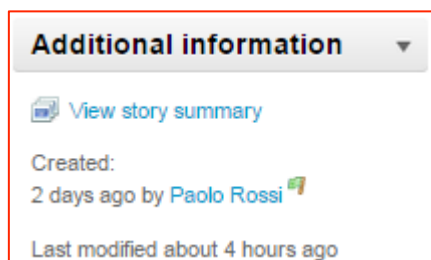 Additional information
View story summary
Created:
2 days ago by Paolo Rossi
Last modified about 4 hours ago